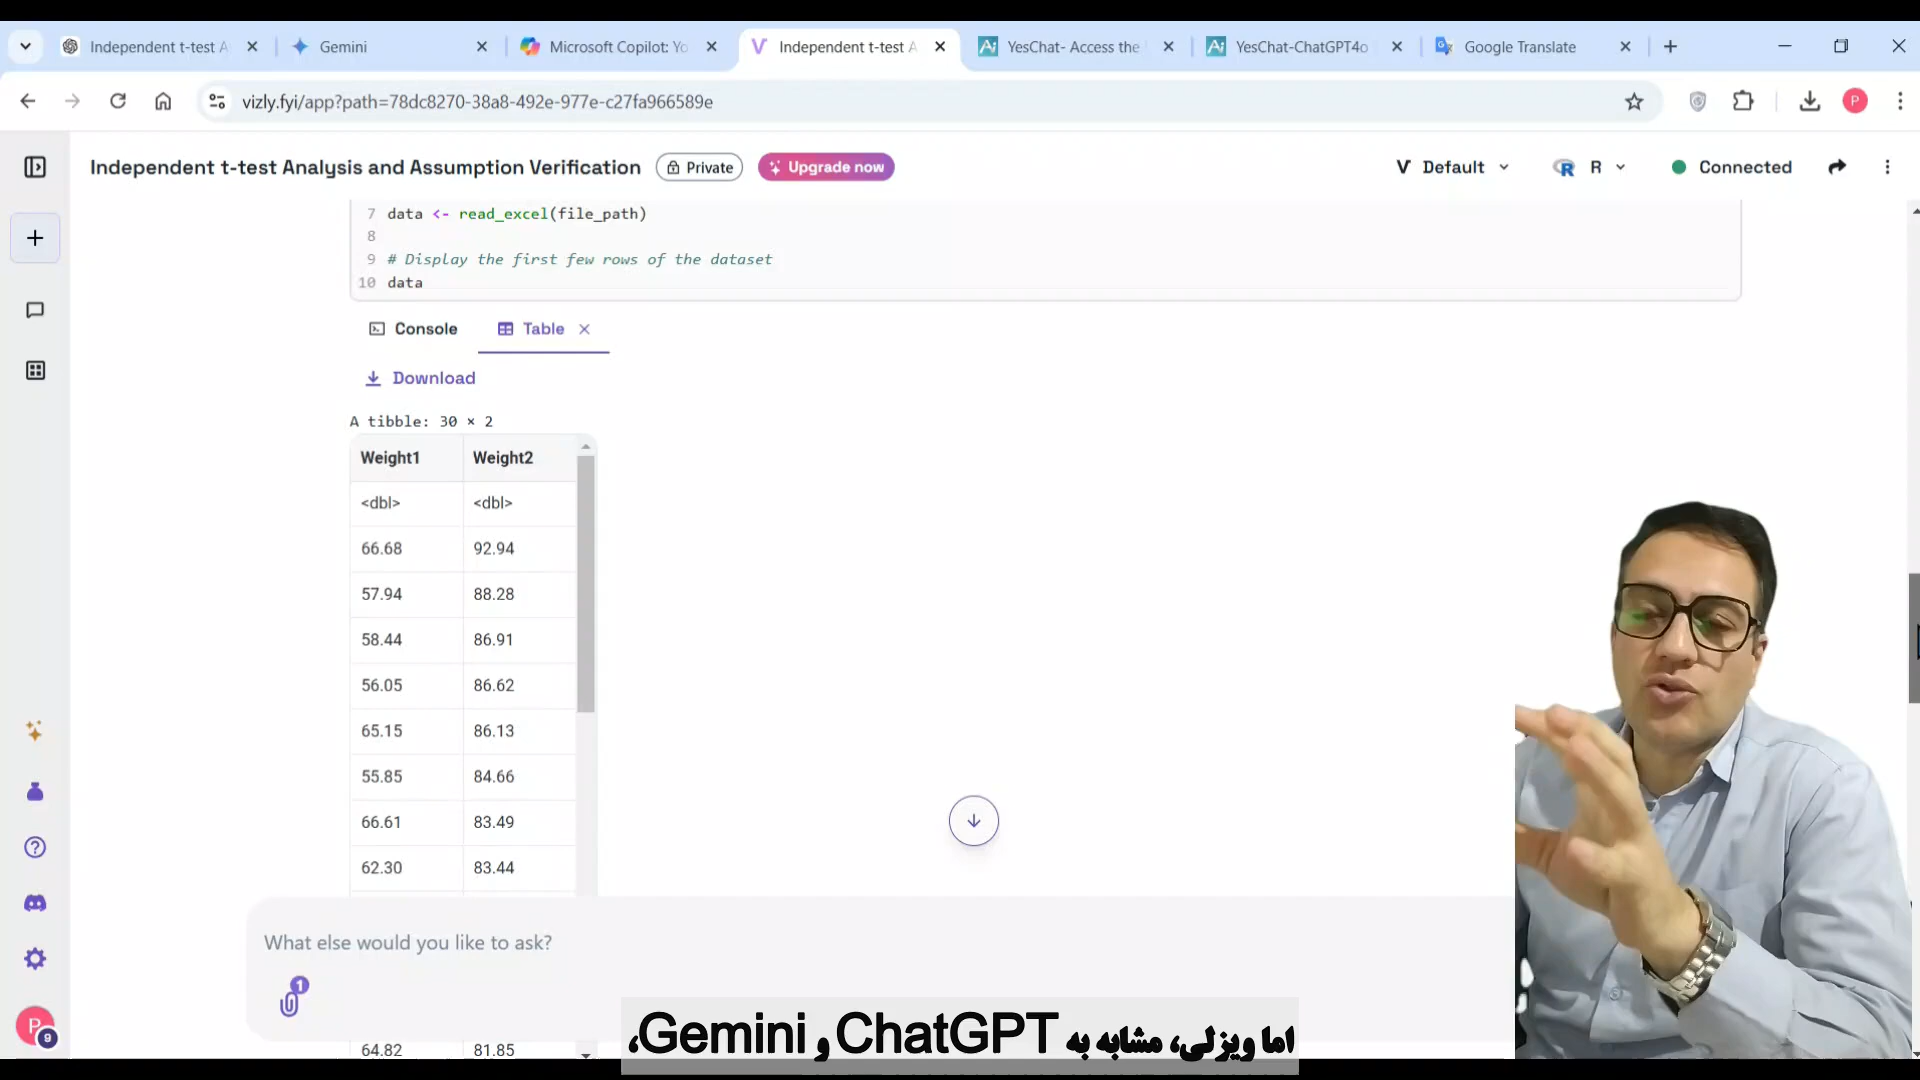 Independent t-test A
Gemini
Microsoft Copilot: Yo
Independent t-test A
YesChat- Access the
YesChat-ChatGPT4o
Google Translate
vizly.fyi/app?path=78dc8270-38a8-492e-977e-c27fa966589e
P
Independent t-test Analysis and Assumption Verification
Private
Upgrade now
Default
R
Connected
7 data <- read_excel(file_path)
8
9 # Display the first few rows of the dataset
10 data
Console
Table
Download
A tibble: 30 × 2
Weight1 Weight2
<dbl> <dbl>
66.68 92.94
57.94 88.28
58.44 86.91
56.05 86.62
65.15 86.13
55.85 84.66
66.61 83.49
62.30 83.44
What else would you like to ask?
1
P
9
64.82 81.85
اما ویزلی، مشابه به ChatGPT و Gemini،